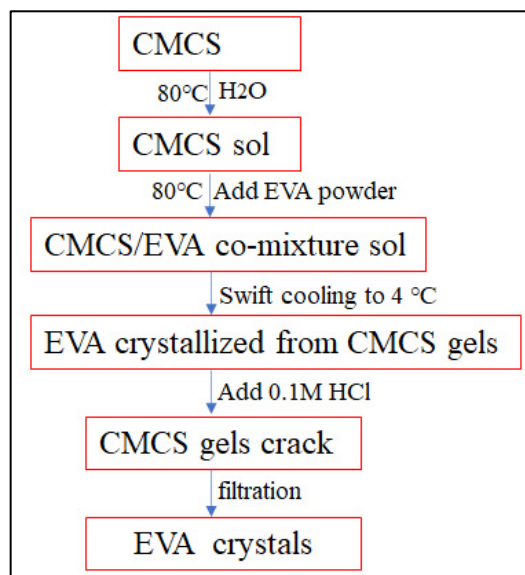 CMCS
80℃ H2O
CMCS sol
80℃ Add EVA powder
CMCS/EVA co-mixture sol
Swift cooling to 4 ℃
EVA crystallized from CMCS gels
Add 0.1M HCl
CMCS gels crack
filtration
EVA crystals